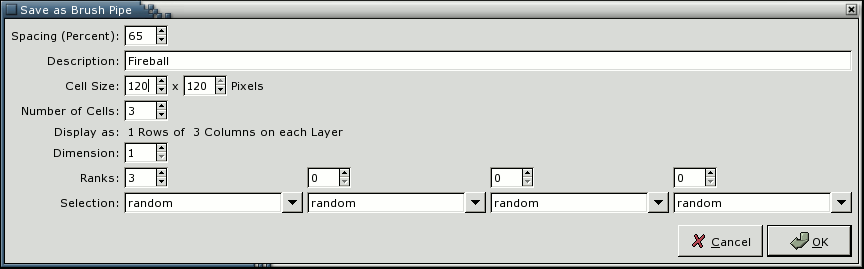 Save as Brush Pipe
Spacing (Percent): 65
Description: Fireball
Cell Size: 120 x 120 Pixels
Number of Cells: 3
Display as: 1 Rows of 3 Columns on each Layer
Dimension: 1
Ranks: 3 0 0 0
Selection: random random random random
Cancel OK